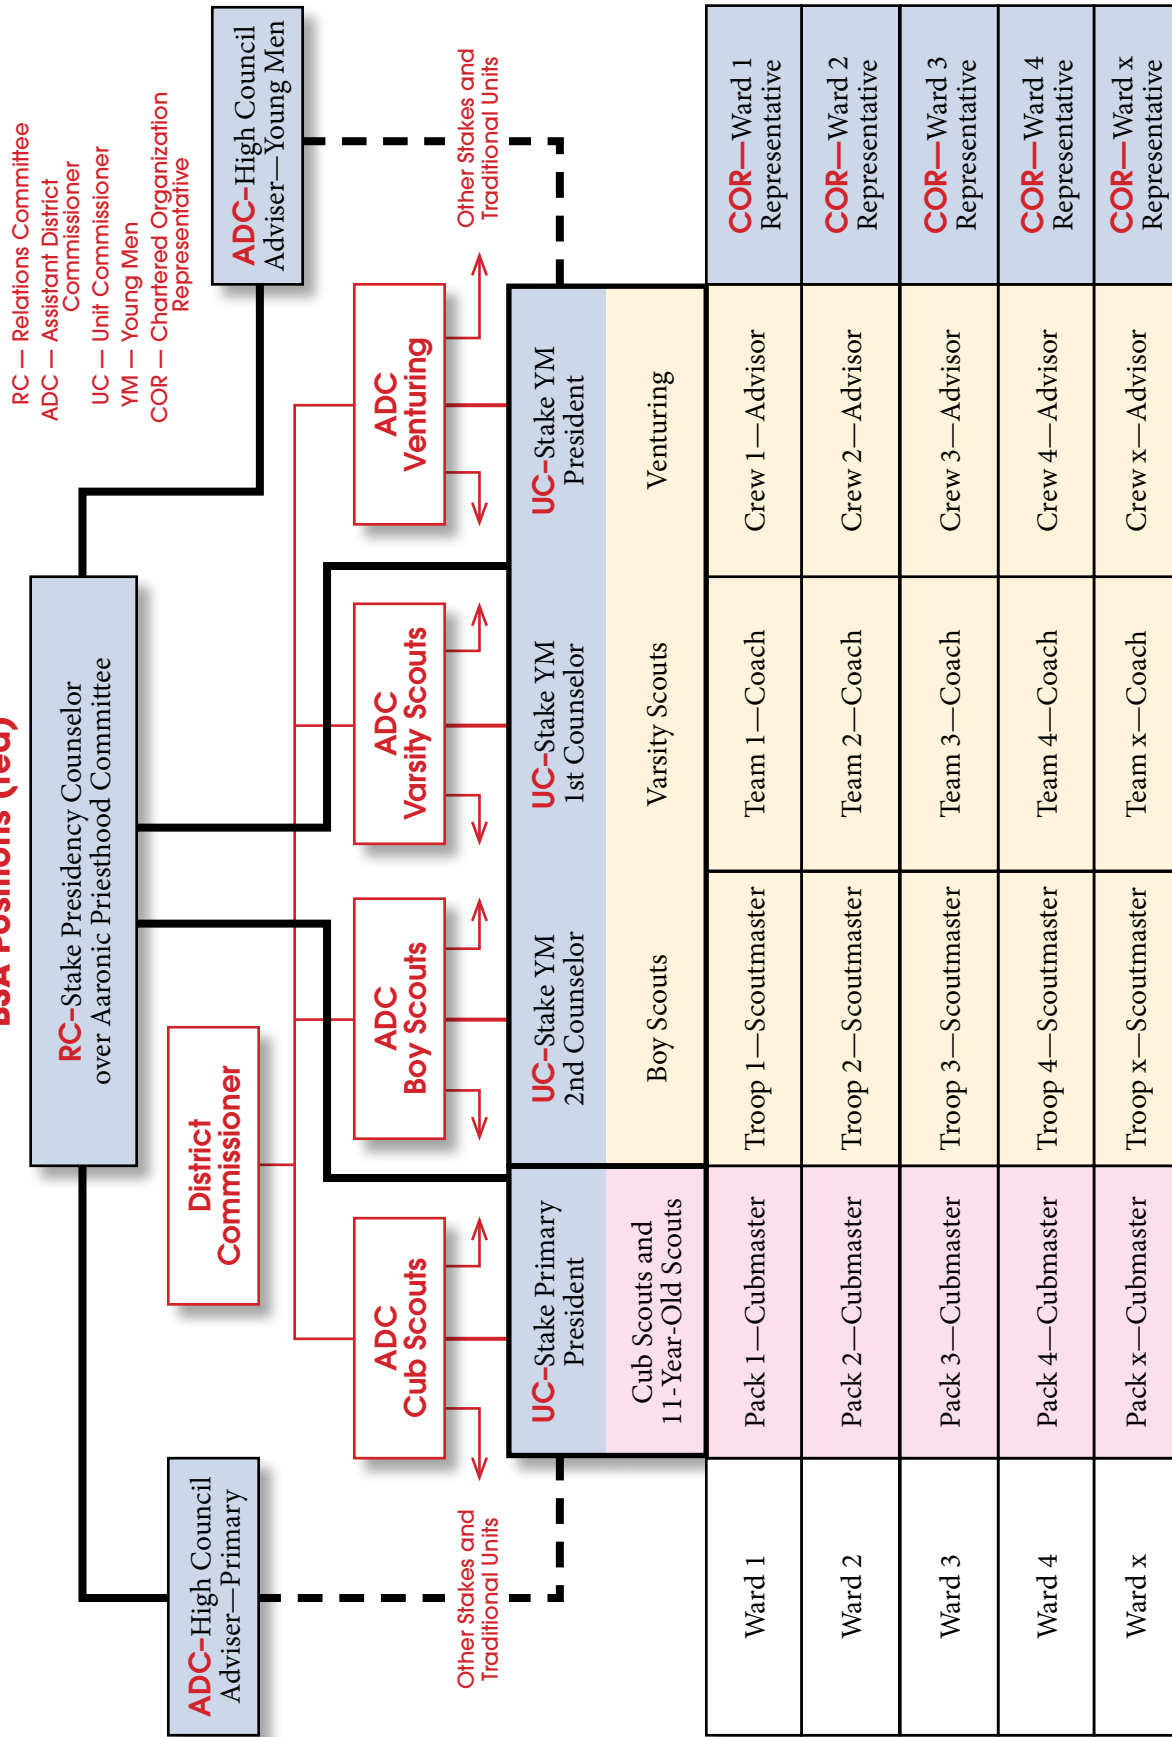 BSA Positions (red)
RC — Relations Committee
ADC — Assistant District
Commissioner
UC — Unit Commissioner
YM — Young Men
COR — Chartered Organization
Representative
RC–Stake Presidency Counselor
over Aaronic Priesthood Committee
District
Commissioner
ADC–High Council
Adviser—Primary
ADC–High Council
Adviser—Young Men
ADC
Cub Scouts
ADC
Boy Scouts
ADC
Varsity Scouts
ADC
Venturing
Other Stakes and
Traditional Units
Other Stakes and
Traditional Units
UC–Stake Primary
President
UC–Stake YM
2nd Counselor
UC–Stake YM
1st Counselor
UC–Stake YM
President
Cub Scouts and
11-Year-Old Scouts
Boy Scouts
Varsity Scouts
Venturing
Ward 1
Pack 1—Cubmaster
Troop 1—Scoutmaster
Team 1—Coach
Crew 1—Advisor
COR—Ward 1
Representative
Ward 2
Pack 2—Cubmaster
Troop 2—Scoutmaster
Team 2—Coach
Crew 2—Advisor
COR—Ward 2
Representative
Ward 3
Pack 3—Cubmaster
Troop 3—Scoutmaster
Team 3—Coach
Crew 3—Advisor
COR—Ward 3
Representative
Ward 4
Pack 4—Cubmaster
Troop 4—Scoutmaster
Team 4—Coach
Crew 4—Advisor
COR—Ward 4
Representative
Ward x
Pack x—Cubmaster
Troop x—Scoutmaster
Team x—Coach
Crew x—Advisor
COR—Ward x
Representative